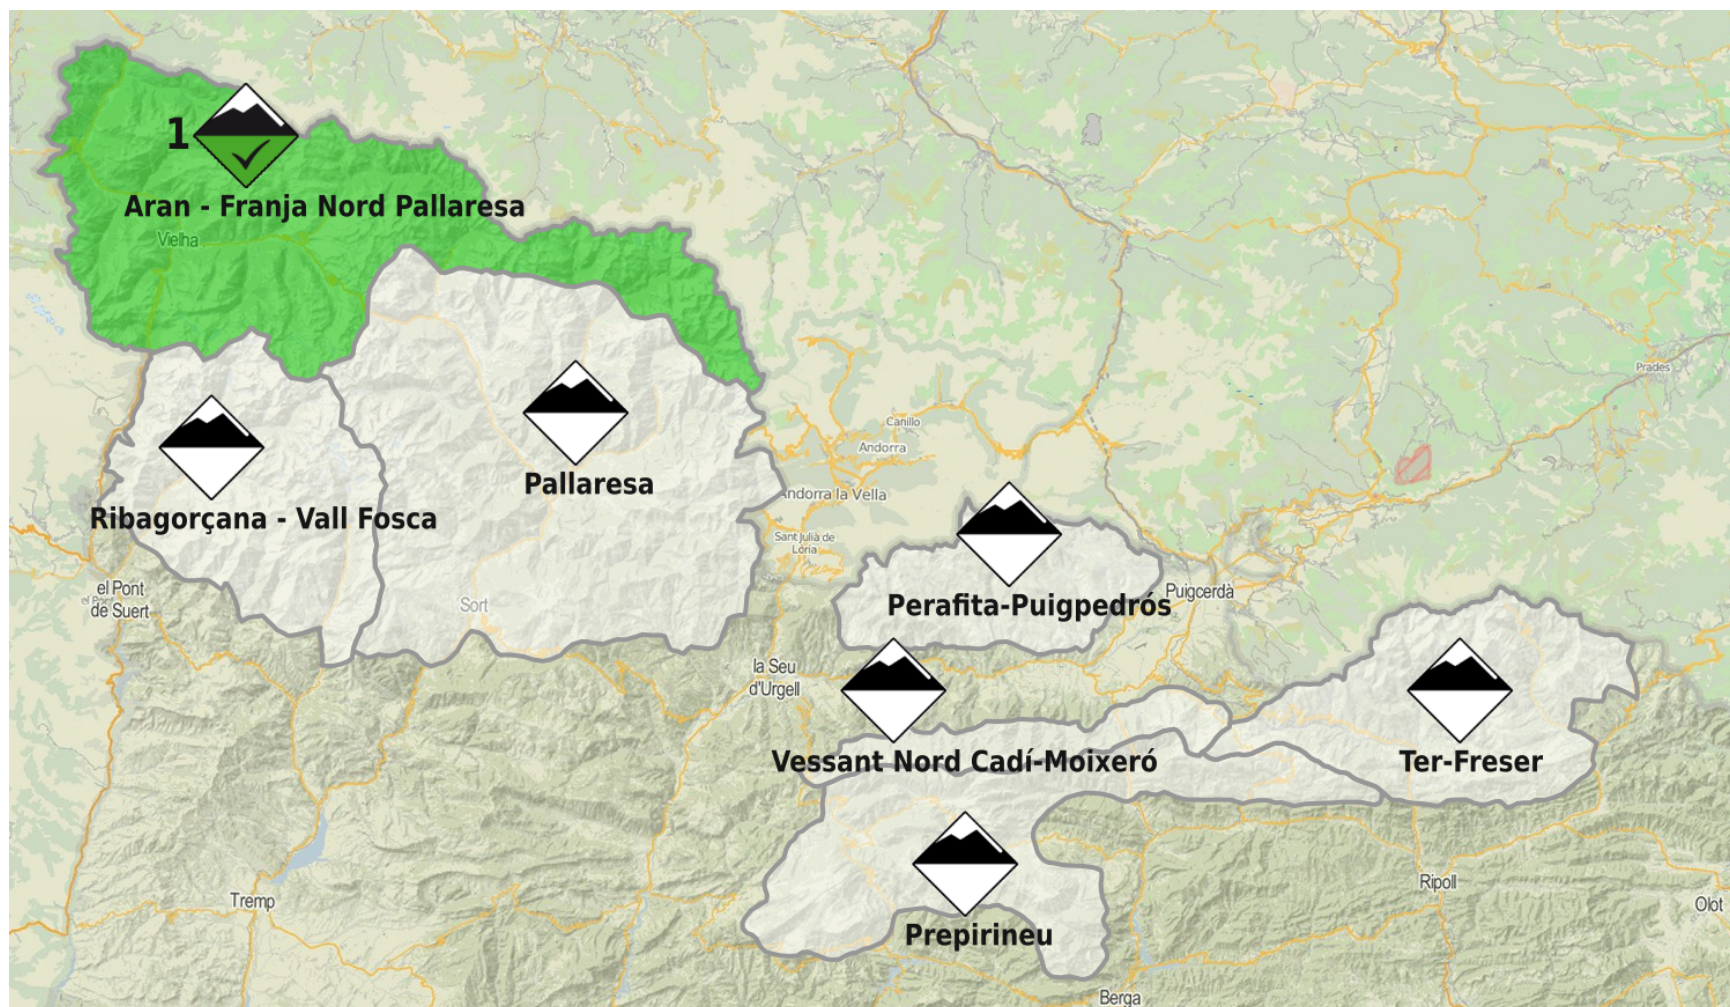 1
Aran - Franja Nord Pallaresa
Vielha
Prades
Canillo
Andorra
Pallaresa
Andorra la Vella
Ribagorçana - Vall Fosca
Sant Julià de
Lòria
el Pont
de Suert
Sort
Perafita-Puigpedrós
Puigcerdà
la Seu
d'Urgell
Vessant Nord Cadí-Moixeró
Ter-Freser
Tremp
Ripoll
Olot
Prepirineu
Berga